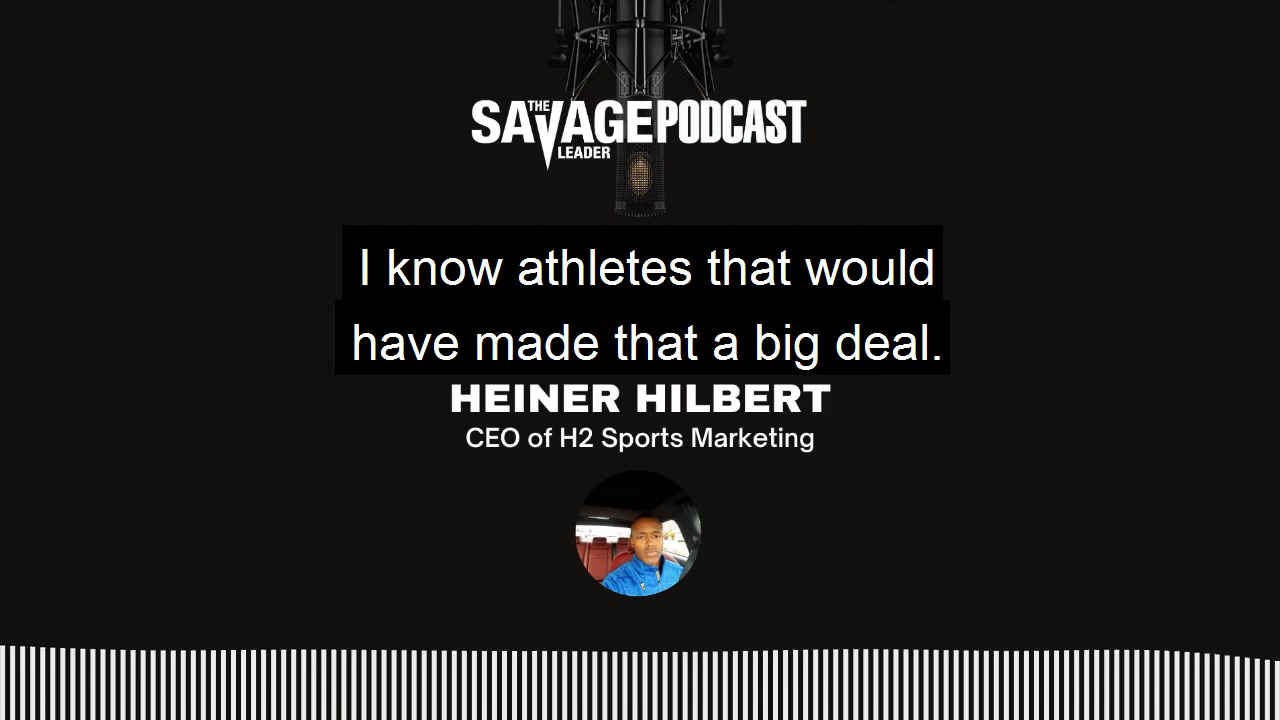 THE
SAVAGE PODCAST
LEADER
I know athletes that would
have made that a big deal.
HEINER HILBERT
CEO of H2 Sports Marketing